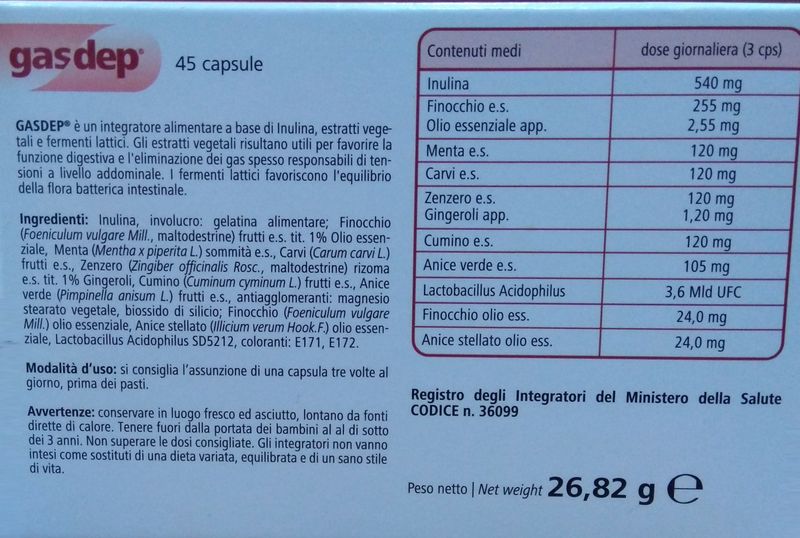 gasdep®
45 capsule
GASDEP® è un integratore alimentare a base di Inulina, estratti vege-
tali e fermenti lattici. Gli estratti vegetali risultano utili per favorire la
funzione digestiva e l'eliminazione dei gas spesso responsabili di ten-
sioni a livello addominale. I fermenti lattici favoriscono l'equilibrio
della flora batterica intestinale.
Ingredienti: Inulina, involucro: gelatina alimentare; Finocchio
(Foeniculum vulgare Mill., maltodestrine) frutti e.s. tit. 1% Olio essen-
ziale, Menta (Mentha x piperita L.) sommità e.s., Carvi (Carum carvi L.)
frutti e.s., Zenzero (Zingiber officinalis Rosc., maltodestrine) rizoma
e.s. tit. 1% Gingeroli, Cumino (Cuminum cyminum L.) frutti e.s., Anice
verde (Pimpinella anisum L.) frutti e.s., antiagglomeranti: magnesio
stearato vegetale, biossido di silicio; Finocchio (Foeniculum vulgare
Mill.) olio essenziale, Anice stellato (Illicium verum Hook.F.) olio essen-
ziale, Lactobacillus Acidophilus SD5212, coloranti: E171, E172.
Modalità d'uso: si consiglia l'assunzione di una capsula tre volte al
giorno, prima dei pasti.
Avvertenze: conservare in luogo fresco ed asciutto, lontano da fonti
dirette di calore. Tenere fuori dalla portata dei bambini al al di sotto
dei 3 anni. Non superare le dosi consigliate. Gli integratori non vanno
intesi come sostituti di una dieta variata, equilibrata e di un sano stile
di vita.
Contenuti medi dose giornaliera (3 cps)
Inulina 540 mg
Finocchio e.s. 255 mg
Olio essenziale app. 2,55 mg
Menta e.s. 120 mg
Carvi e.s. 120 mg
Zenzero e.s. 120 mg
Gingeroli app. 1,20 mg
Cumino e.s. 120 mg
Anice verde e.s. 105 mg
Lactobacillus Acidophilus 3,6 Mld UFC
Finocchio olio ess. 24,0 mg
Anice stellato olio ess. 24,0 mg
Registro degli Integratori del Ministero della Salute
CODICE n. 36099
Peso netto | Net weight 26,82 g ℮